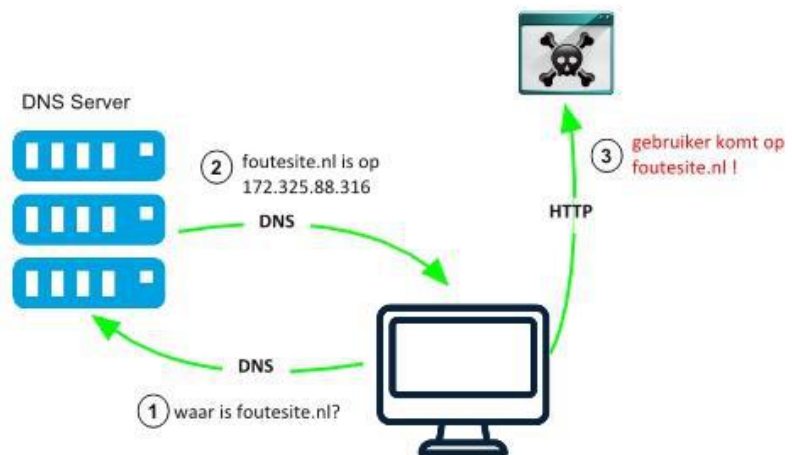 DNS Server
2 foutesite.nl is op
172.325.88.316
DNS
3 gebruiker komt op
foutesite.nl !
HTTP
DNS
1 waar is foutesite.nl?